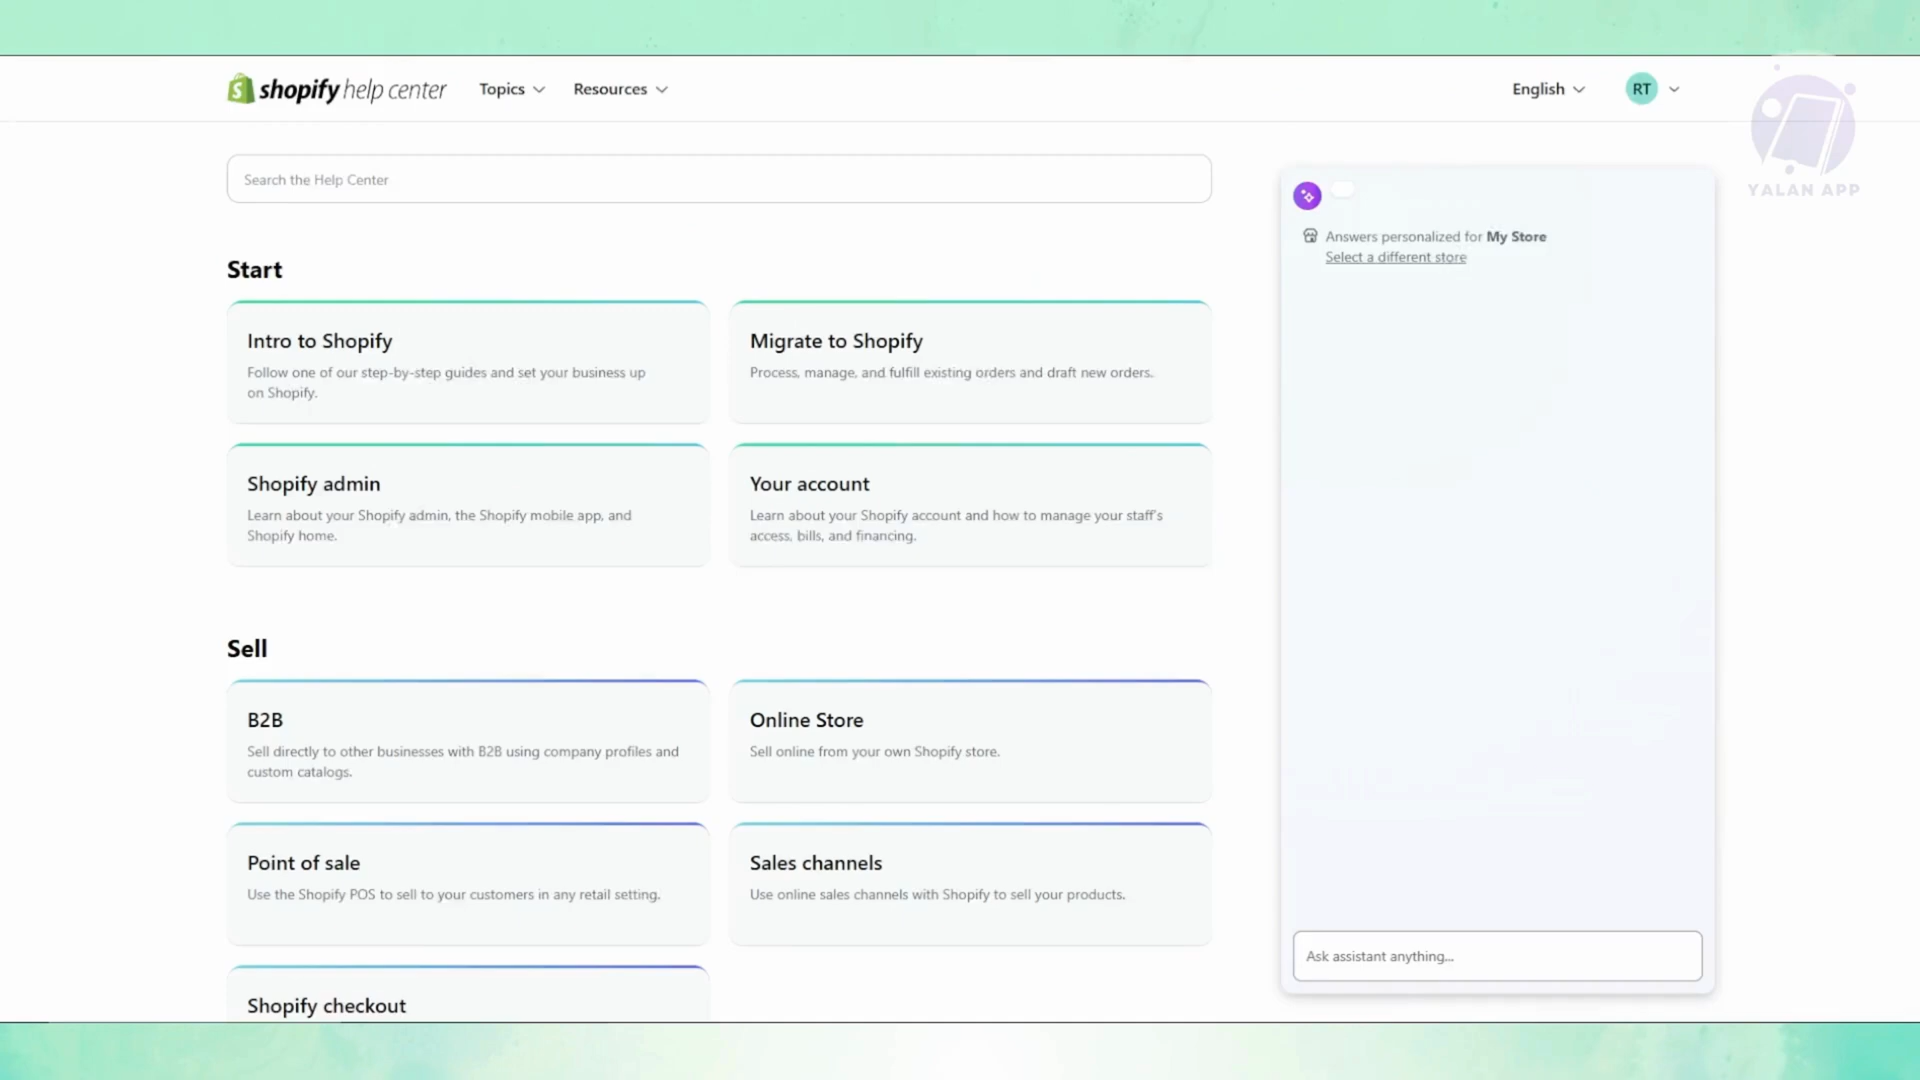 shopify help center
Topics
Resources
English
RT
YALAN APP
Search the Help Center
Answers personalized for My Store
Select a different store
Start
Intro to Shopify
Follow one of our step-by-step guides and set your business up
on Shopify.
Migrate to Shopify
Process, manage, and fulfill existing orders and draft new orders.
Shopify admin
Learn about your Shopify admin, the Shopify mobile app, and
Shopify home.
Your account
Learn about your Shopify account and how to manage your staff's
access, bills, and financing.
Sell
B2B
Sell directly to other businesses with B2B using company profiles and
custom catalogs.
Online Store
Sell online from your own Shopify store.
Point of sale
Use the Shopify POS to sell to your customers in any retail setting.
Sales channels
Use online sales channels with Shopify to sell your products.
Shopify checkout
Ask assistant anything...